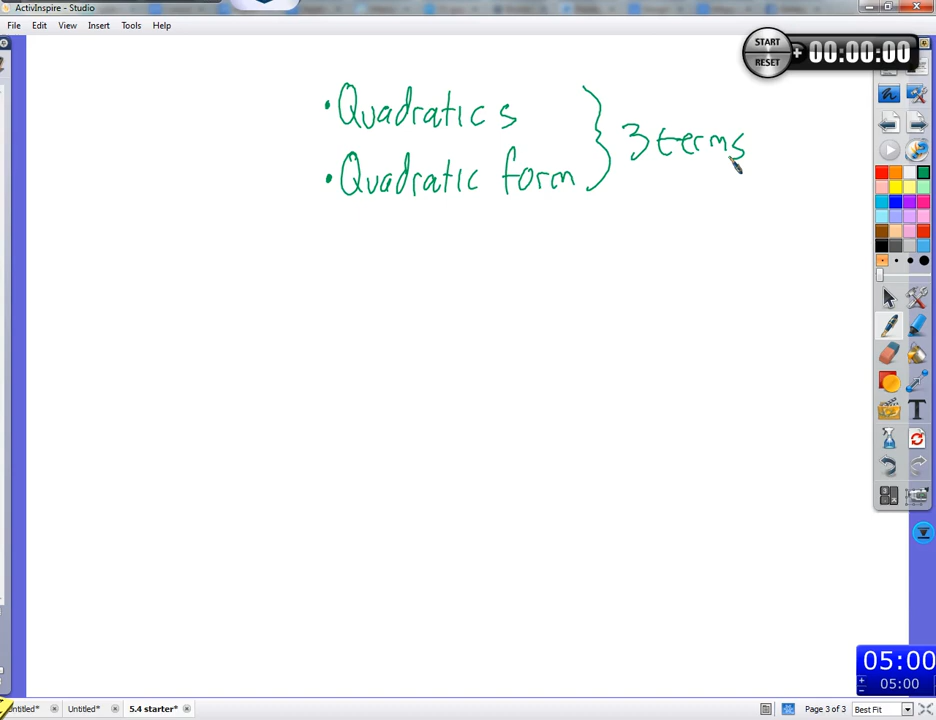 ActivInspire - Studio
File Edit View Insert Tools Help
START
RESET
+ 00:00:00
• Quadratics
• Quadratic form
3 terms
T
05:00
05:00
ntitled*
Untitled*
5.4 starter*
Page 3 of 3
Best Fit